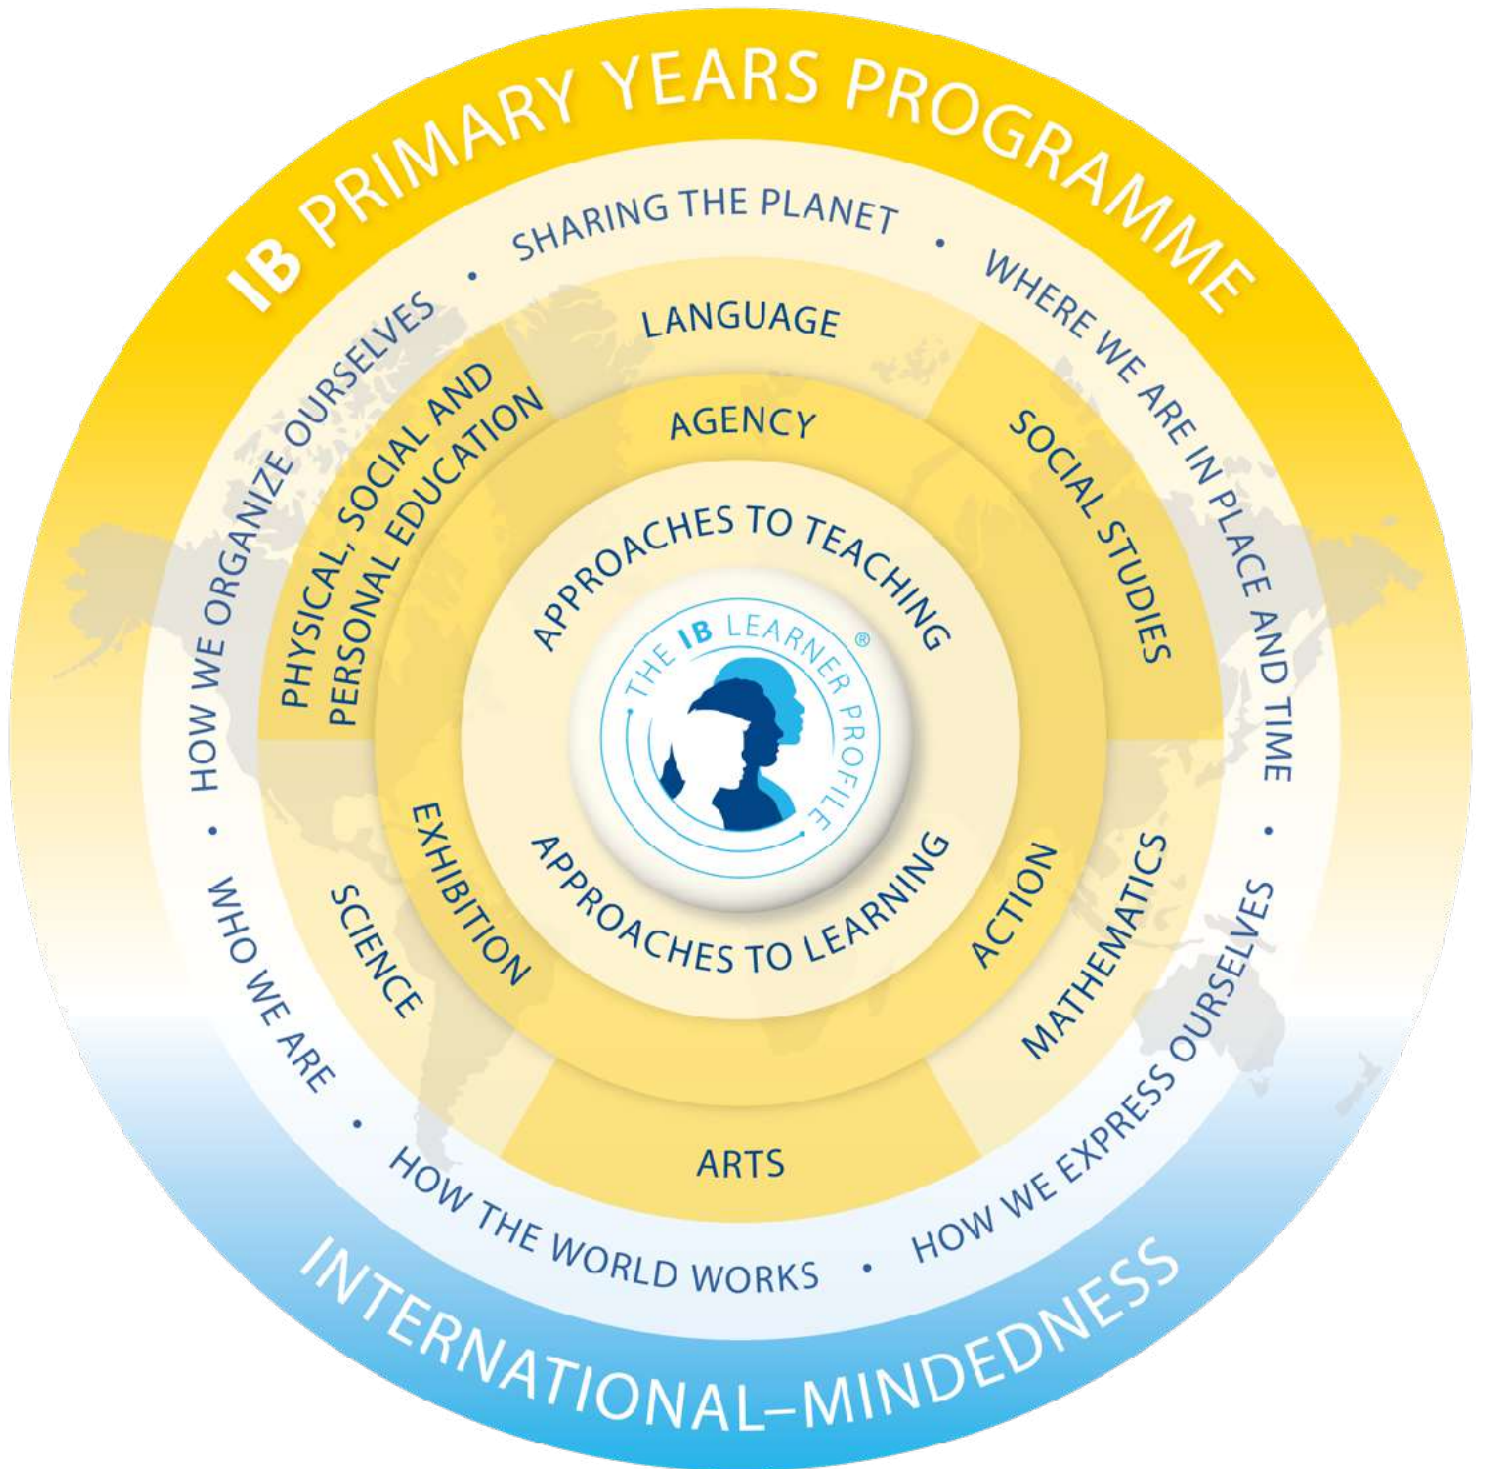 IB PRIMARY YEARS PROGRAMME
SHARING THE PLANET
•
WHERE WE ARE IN PLACE AND TIME
•
HOW WE EXPRESS OURSELVES
•
HOW THE WORLD WORKS
•
WHO WE ARE
•
HOW WE ORGANIZE OURSELVES
•
LANGUAGE
SOCIAL STUDIES
MATHEMATICS
ARTS
SCIENCE
PHYSICAL, SOCIAL AND
PERSONAL EDUCATION
AGENCY
ACTION
EXHIBITION
APPROACHES TO TEACHING
THE IB LEARNER PROFILE
®
APPROACHES TO LEARNING
INTERNATIONAL–MINDEDNESS